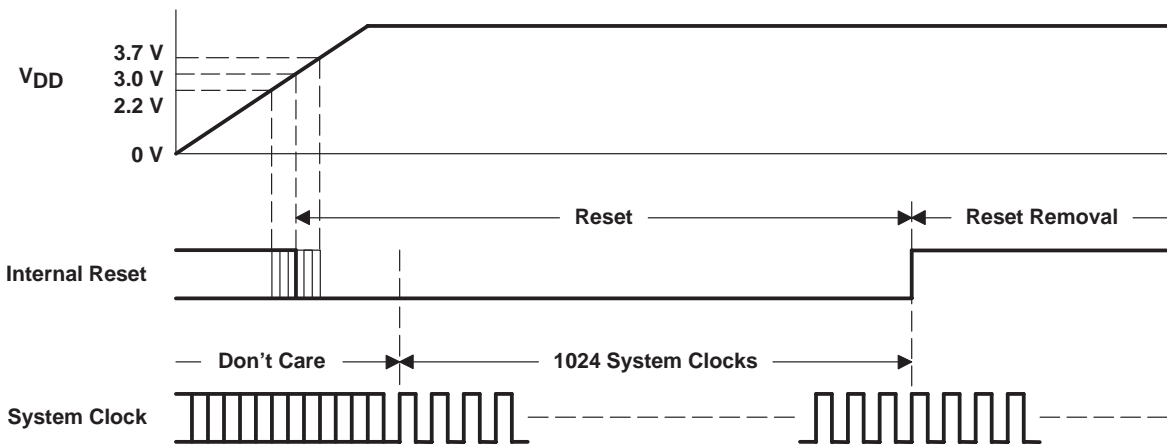 3.7 V
VDD
3.0 V
2.2 V
0 V
Reset
Reset Removal
Internal Reset
Don't Care
1024 System Clocks
System Clock